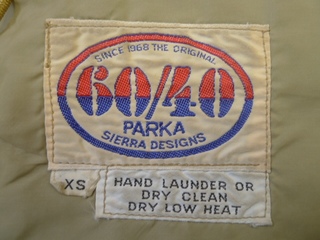 SINCE 1968 THE ORIGINAL
60/40
PARKA
SIERRA DESIGNS
XS
HAND LAUNDER OR
DRY CLEAN
DRY LOW HEAT